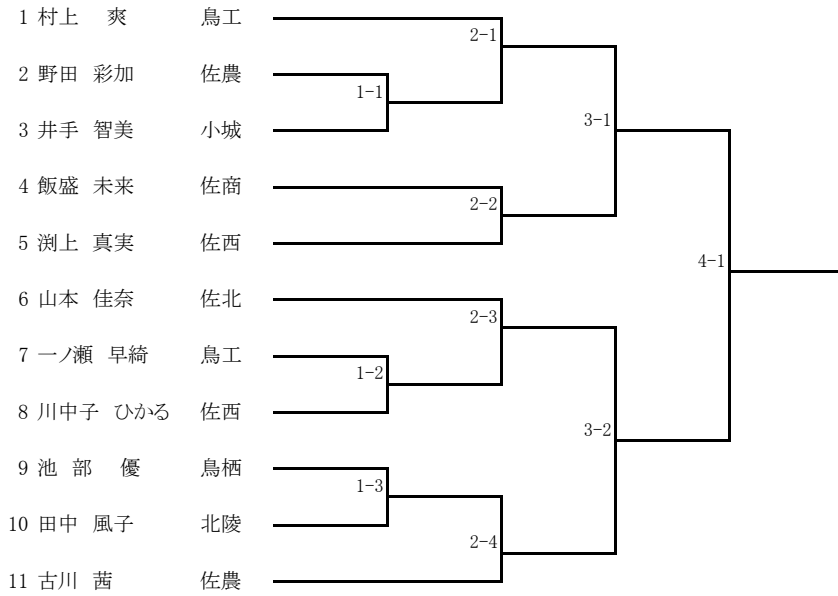 1 村上 爽 鳥工
2-1
2 野田 彩加 佐農
1-1
3 井手 智美 小城
3-1
4 飯盛 未来 佐商
2-2
5 渕上 真実 佐西
4-1
6 山本 佳奈 佐北
2-3
7 一ノ瀬 早綺 鳥工
1-2
8 川中子 ひかる 佐西
3-2
9 池部 優 鳥栖
1-3
10 田中 風子 北陵
2-4
11 古川 茜 佐農